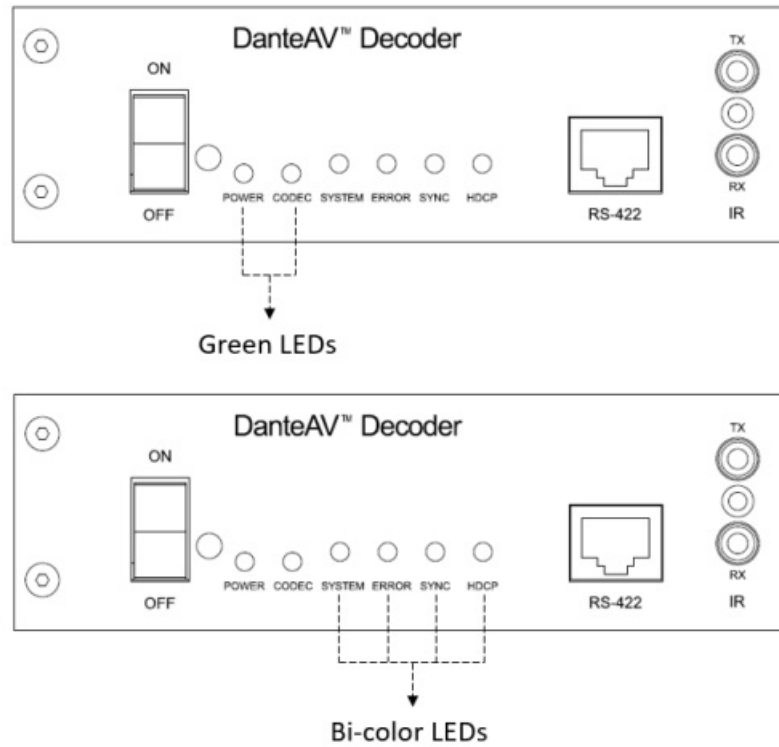 DanteAV™ Decoder
TX
ON
POWER CODEC SYSTEM ERROR SYNC HDCP
RX
OFF
RS-422
IR
Green LEDs
DanteAV™ Decoder
TX
ON
POWER CODEC SYSTEM ERROR SYNC HDCP
RX
OFF
RS-422
IR
Bi-color LEDs